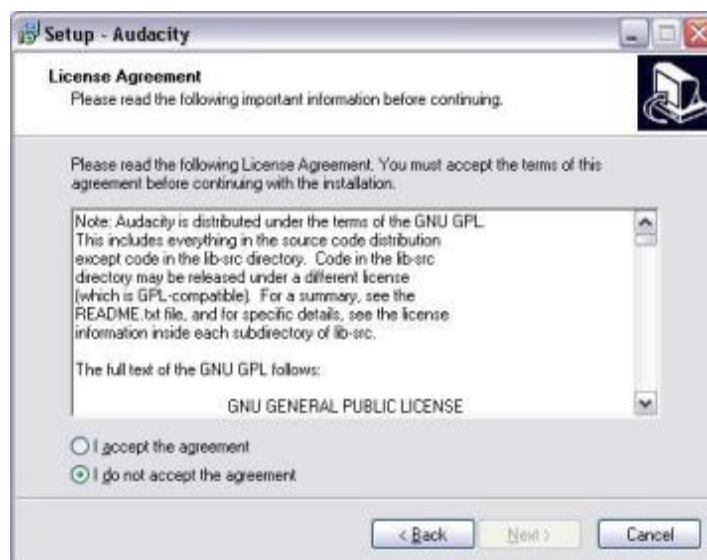 Setup - Audacity
License Agreement
Please read the following important information before continuing.
Please read the following License Agreement. You must accept the terms of this
agreement before continuing with the installation.
Note: Audacity is distributed under the terms of the GNU GPL.
This includes everything in the source code distribution
except code in the lib-src directory. Code in the lib-src
directory may be released under a different license
(which is GPL-compatible). For a summary, see the
README.txt file, and for specific details, see the license
information inside each subdirectory of lib-src.
The full text of the GNU GPL follows:
GNU GENERAL PUBLIC LICENSE
I accept the agreement
I do not accept the agreement
< Back
Next >
Cancel